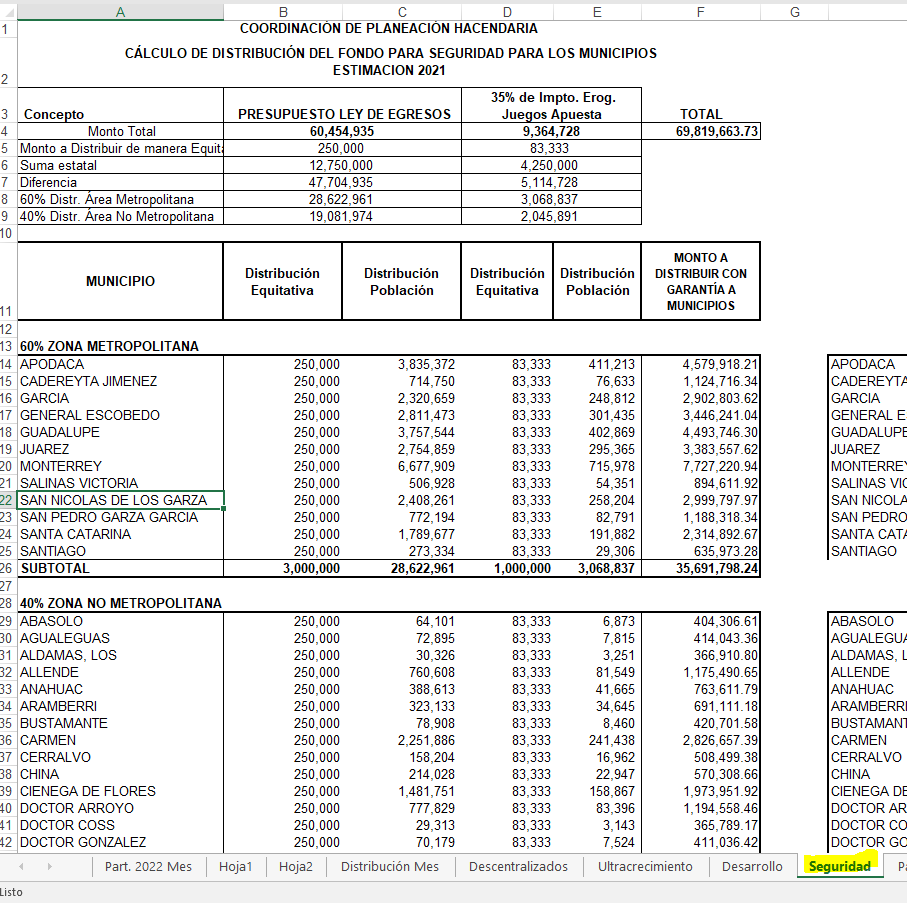 A B C D E F G
1 COORDINACIÓN DE PLANEACIÓN HACENDARIA
CÁLCULO DE DISTRIBUCIÓN DEL FONDO PARA SEGURIDAD PARA LOS MUNICIPIOS
2 ESTIMACION 2021
35% de Impto. Erog.
3 Concepto PRESUPUESTO LEY DE EGRESOS Juegos Apuesta TOTAL
4 Monto Total 60,454,935 9,364,728 69,819,663.73
5 Monto a Distribuir de manera Equit 250,000 83,333
6 Suma estatal 12,750,000 4,250,000
7 Diferencia 47,704,935 5,114,728
8 60% Distr. Área Metropolitana 28,622,961 3,068,837
9 40% Distr. Área No Metropolitana 19,081,974 2,045,891
10
MONTO A
MUNICIPIO Distribución Distribución Distribución Distribución DISTRIBUIR CON
Equitativa Población Equitativa Población GARANTÍA A
11 MUNICIPIOS
12
13 60% ZONA METROPOLITANA
14 APODACA 250,000 3,835,372 83,333 411,213 4,579,918.21 APODACA
15 CADEREYTA JIMENEZ 250,000 714,750 83,333 76,633 1,124,716.34 CADEREYTA
16 GARCIA 250,000 2,320,659 83,333 248,812 2,902,803.62 GARCIA
17 GENERAL ESCOBEDO 250,000 2,811,473 83,333 301,435 3,446,241.04 GENERAL E
18 GUADALUPE 250,000 3,757,544 83,333 402,869 4,493,746.30 GUADALUPE
19 JUAREZ 250,000 2,754,859 83,333 295,365 3,383,557.62 JUAREZ
20 MONTERREY 250,000 6,677,909 83,333 715,978 7,727,220.94 MONTERREY
21 SALINAS VICTORIA 250,000 506,928 83,333 54,351 894,611.92 SALINAS VIC
22 SAN NICOLAS DE LOS GARZA 250,000 2,408,261 83,333 258,204 2,999,797.97 SAN NICOLA
23 SAN PEDRO GARZA GARCIA 250,000 772,194 83,333 82,791 1,188,318.34 SAN PEDRO
24 SANTA CATARINA 250,000 1,789,677 83,333 191,882 2,314,892.67 SANTA CATA
25 SANTIAGO 250,000 273,334 83,333 29,306 635,973.28 SANTIAGO
26 SUBTOTAL 3,000,000 28,622,961 1,000,000 3,068,837 35,691,798.24
27
28 40% ZONA NO METROPOLITANA
29 ABASOLO 250,000 64,101 83,333 6,873 404,306.61 ABASOLO
30 AGUALEGUAS 250,000 72,895 83,333 7,815 414,043.36 AGUALEGUA
31 ALDAMAS, LOS 250,000 30,326 83,333 3,251 366,910.80 ALDAMAS, L
32 ALLENDE 250,000 760,608 83,333 81,549 1,175,490.65 ALLENDE
33 ANAHUAC 250,000 388,613 83,333 41,665 763,611.79 ANAHUAC
34 ARAMBERRI 250,000 323,133 83,333 34,645 691,111.18 ARAMBERRI
35 BUSTAMANTE 250,000 78,908 83,333 8,460 420,701.58 BUSTAMANT
36 CARMEN 250,000 2,251,886 83,333 241,438 2,826,657.39 CARMEN
37 CERRALVO 250,000 158,204 83,333 16,962 508,499.38 CERRALVO
38 CHINA 250,000 214,028 83,333 22,947 570,308.66 CHINA
39 CIENEGA DE FLORES 250,000 1,481,751 83,333 158,867 1,973,951.92 CIENEGA DE
40 DOCTOR ARROYO 250,000 777,829 83,333 83,396 1,194,558.46 DOCTOR AR
41 DOCTOR COSS 250,000 29,313 83,333 3,143 365,789.17 DOCTOR CO
42 DOCTOR GONZALEZ 250,000 70,179 83,333 7,524 411,036.42 DOCTOR GO
Part. 2022 Mes Hoja1 Hoja2 Distribución Mes Descentralizados Ultracrecimiento Desarrollo Seguridad Pa
Listo